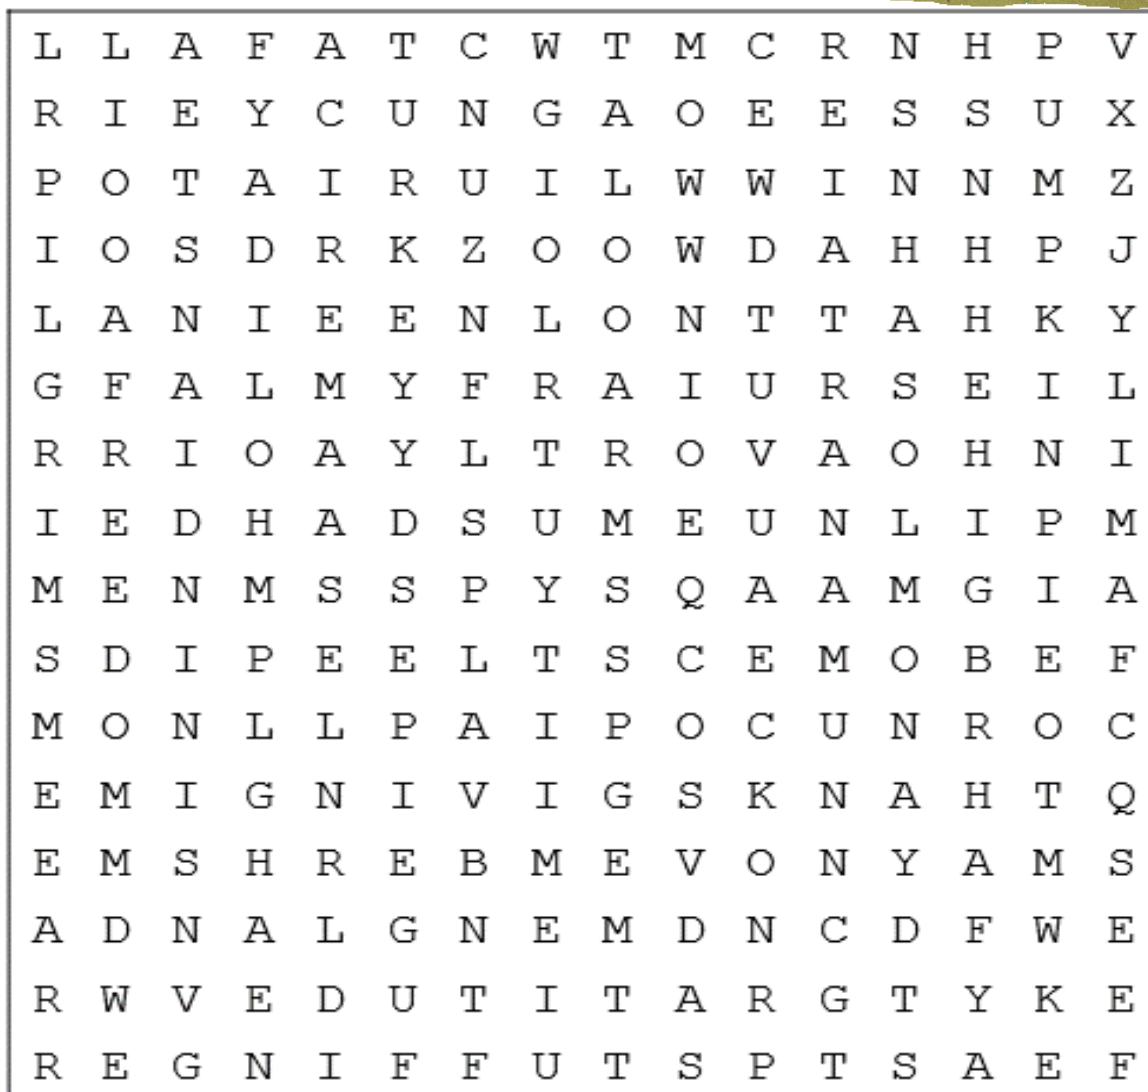 L L A F A T C W T M C R N H P V
R I E Y C U N G A O E E S S U X
P O T A I R U I L W W I N N M Z
I O S D R K Z O O W D A H H P J
L A N I E E N L O N T T A H K Y
G F A L M Y F R A I U R S E I L
R R I O A Y L T R O V A O H N I
I E D H A D S U M E U N L I P M
M E N M S S P Y S Q A A M G I A
S D I P E E L T S C E M O B E F
M O N L L P A I P O C U N R O C
E M I G N I V I G S K N A H T Q
E M S H R E B M E V O N Y A M S
A D N A L G N E M D N C D F W E
R W V E D U T I T A R G T Y K E
R E G N I F F U T S P T S A E F